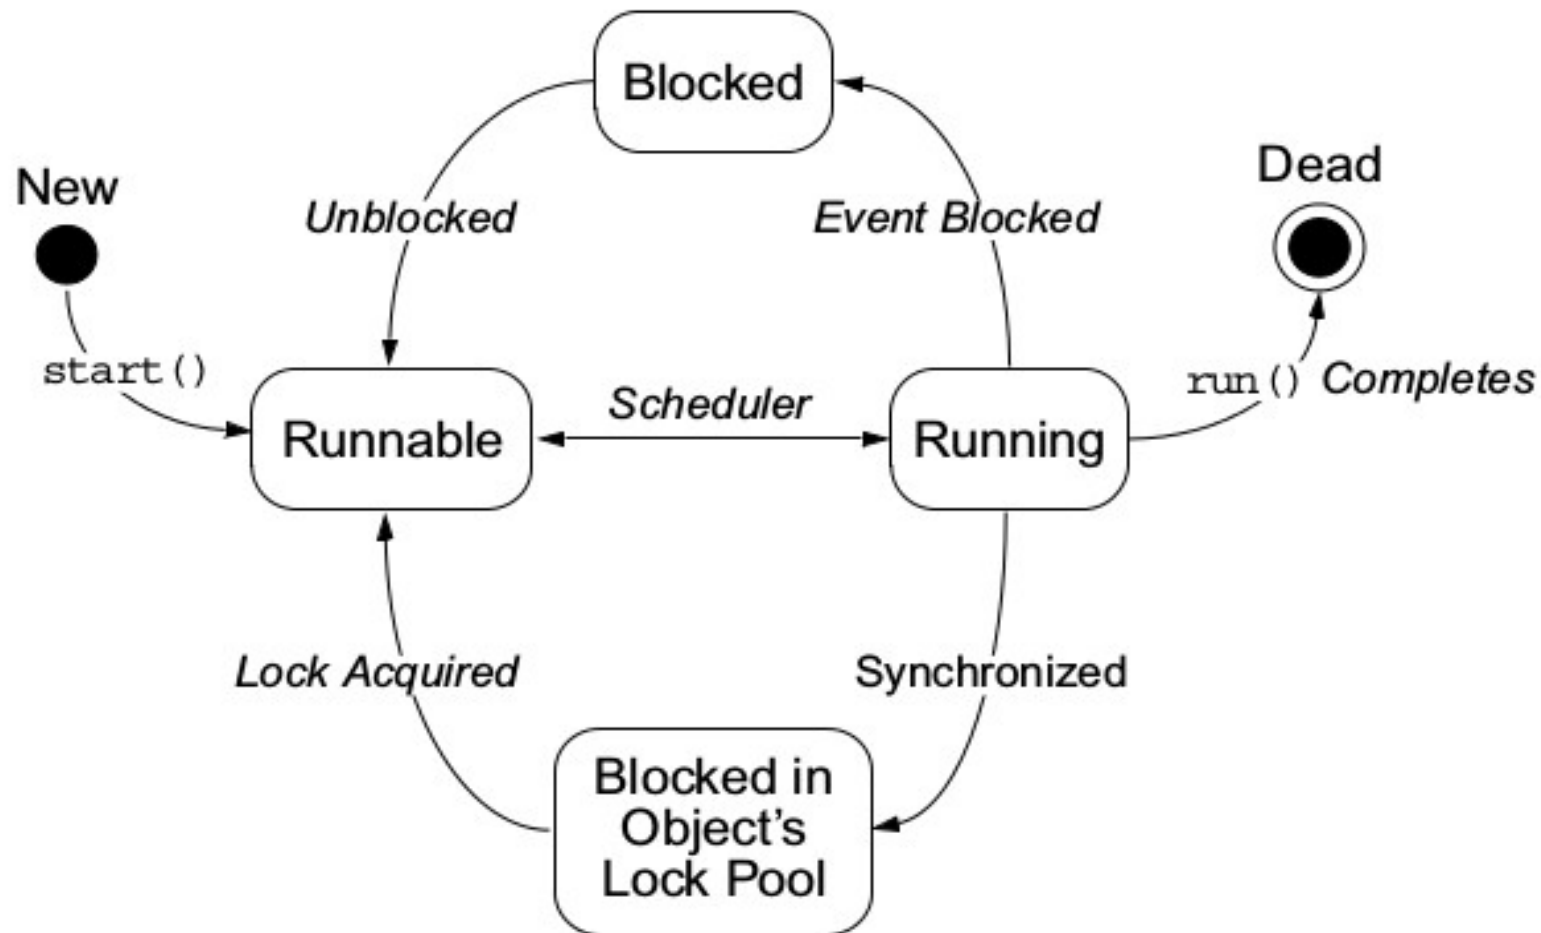 Blocked
Dead
New
Unblocked
Event Blocked
start()
run() Completes
Scheduler
Runnable
Running
Lock Acquired
Synchronized
Blocked in
Object’s
Lock Pool